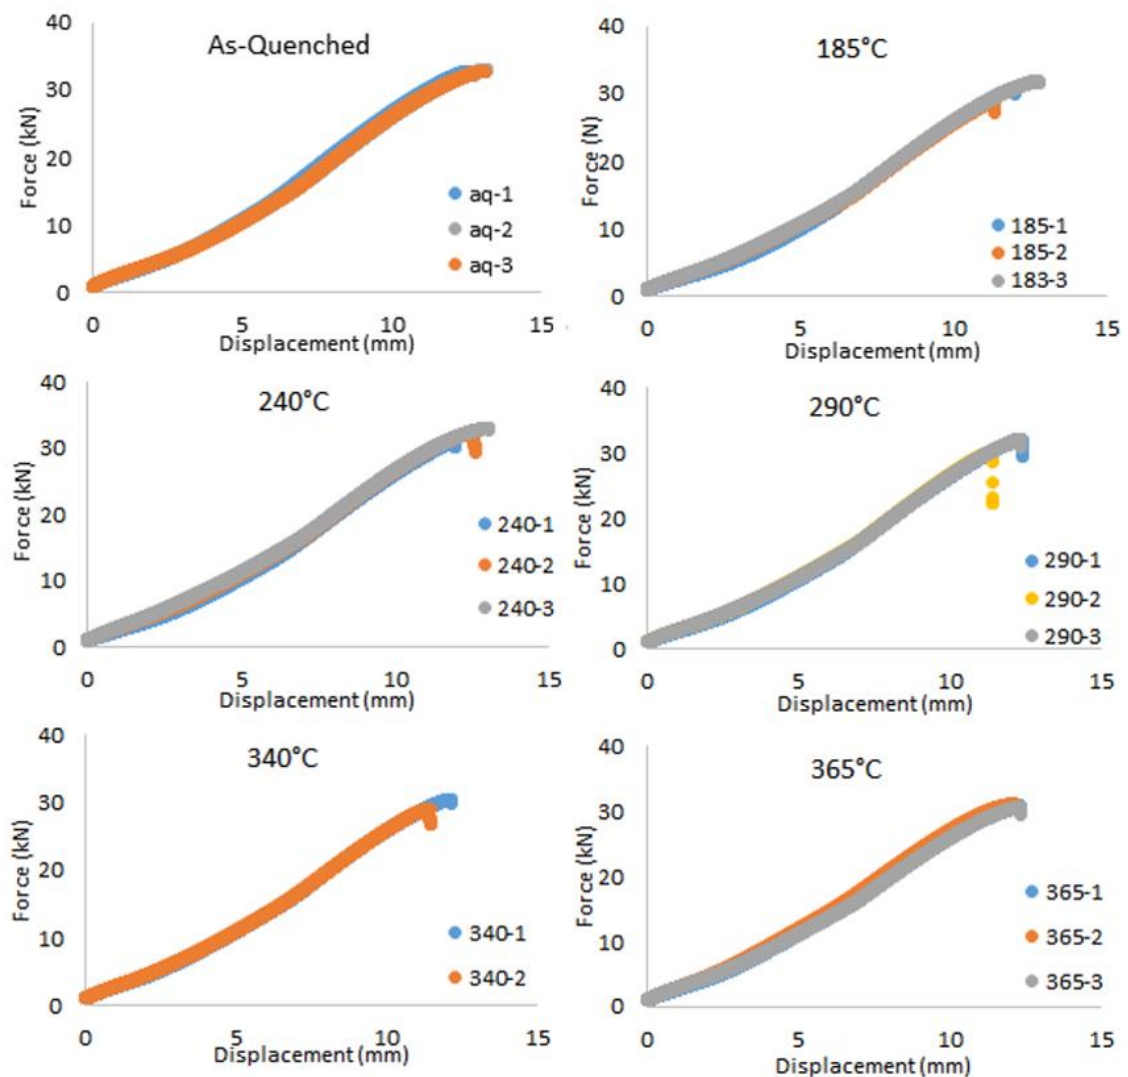 As-Quenched
40
30
20
10
0
Force (kN)
aq-1
aq-2
aq-3
0 5 10 15
Displacement (mm)
185°C
40
30
20
10
0
Force (N)
185-1
185-2
183-3
0 5 10 15
Displacement (mm)
240°C
40
30
20
10
0
Force (kN)
240-1
240-2
240-3
0 5 10 15
Displacement (mm)
290°C
40
30
20
10
0
Force (kN)
290-1
290-2
290-3
0 5 10 15
Displacement (mm)
340°C
40
30
20
10
0
Force (kN)
340-1
340-2
0 5 10 15
Displacement (mm)
365°C
40
30
20
10
0
Force (kN)
365-1
365-2
365-3
0 5 10 15
Displacement (mm)